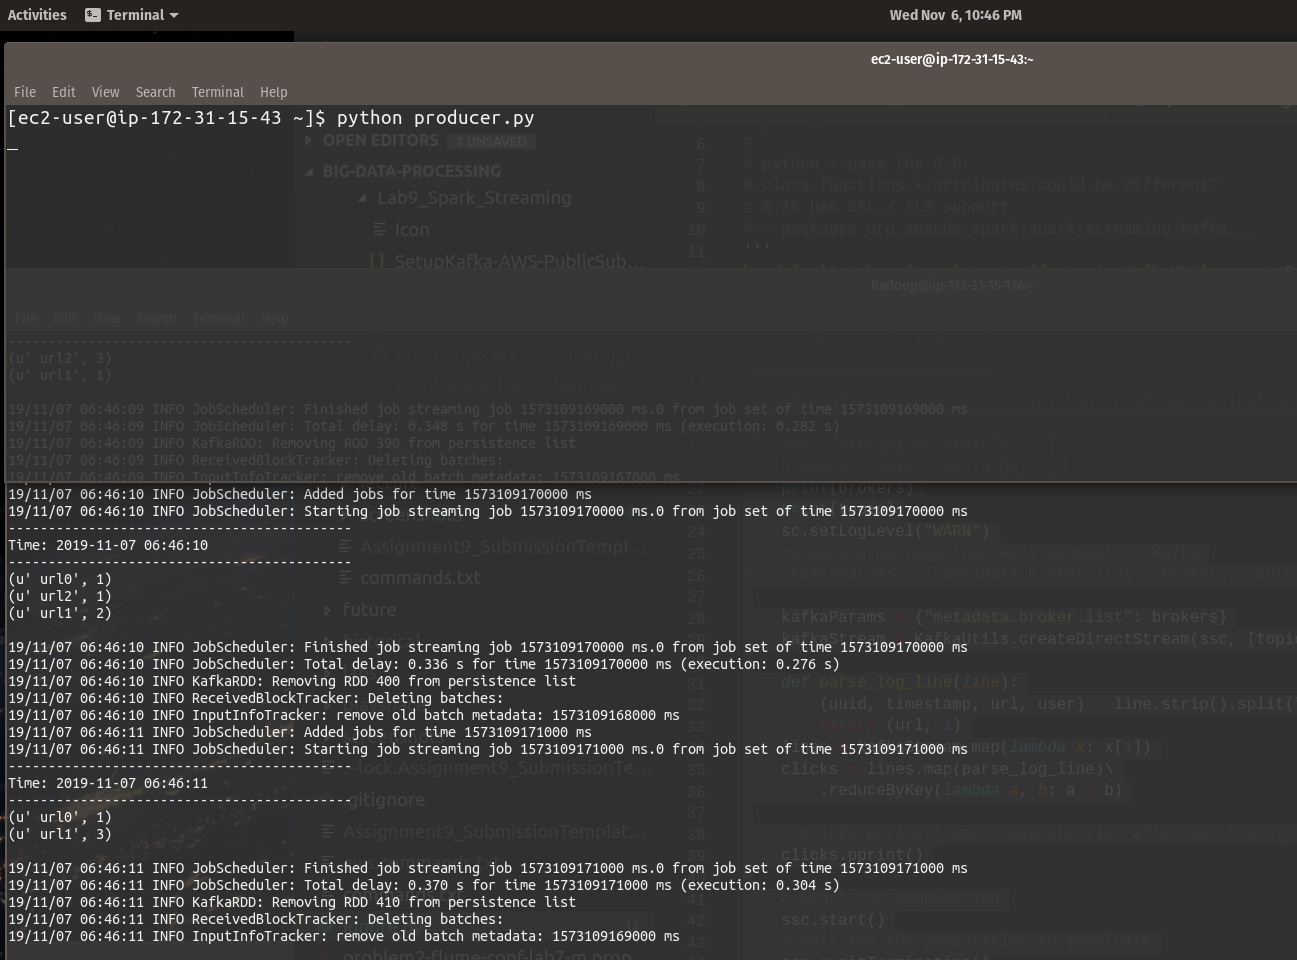 Activities Terminal Wed Nov 6, 10:46 PM
ec2-user@ip-172-31-15-43:~
File Edit View Search Terminal Help
[ec2-user@ip-172-31-15-43 ~]$ python producer.py
OPEN EDITORS 1 UNSAVED
6 #
BIG-DATA-PROCESSING
7 # python - pass the 0.8
8 # class functions + attributes could be different?
Lab9_Spark_Streaming
9 # 0.10 has SSL / TLS support
Icon
10 # --packages org.apache.spark:spark-streaming-kafka...
11 '''
{} SetupKafka-AWS-PublicSub...
hadoop@ip-172-31-15-176:~
File Edit View Search Terminal Help
-------------------------------------------
(u' url2', 3)
(u' url1', 1)
19/11/07 06:46:09 INFO JobScheduler: Finished job streaming job 1573109169000 ms.0 from job set of time 1573109169000 ms
19/11/07 06:46:09 INFO JobScheduler: Total delay: 0.348 s for time 1573109169000 ms (execution: 0.282 s)
19/11/07 06:46:09 INFO KafkaRDD: Removing RDD 390 from persistence list
19/11/07 06:46:09 INFO ReceivedBlockTracker: Deleting batches:
19/11/07 06:46:09 INFO InputInfoTracker: remove old batch metadata: 1573109167000 ms
22 print(brokers)
19/11/07 06:46:10 INFO JobScheduler: Added jobs for time 1573109170000 ms
19/11/07 06:46:10 INFO JobScheduler: Starting job streaming job 1573109170000 ms.0 from job set of time 1573109170000 ms
screenshots
-------------------------------------------
24 sc.setLogLevel("WARN")
Time: 2019-11-07 06:46:10
Assignment9_SubmissionTempl...
25 #Create a DStream that will connect to Kafka
-------------------------------------------
(u' url0', 1)
commands.txt
26 # kafkaParams = {"metadata.broker.list": brokers,
(u' url2', 1)
27
(u' url1', 2)
future
28 kafkaParams = {"metadata.broker.list": brokers}
29 kafkaStream = KafkaUtils.createDirectStream(ssc, [topic
historical
19/11/07 06:46:10 INFO JobScheduler: Finished job streaming job 1573109170000 ms.0 from job set of time 1573109170000 ms
19/11/07 06:46:10 INFO JobScheduler: Total delay: 0.336 s for time 1573109170000 ms (execution: 0.276 s)
19/11/07 06:46:10 INFO KafkaRDD: Removing RDD 400 from persistence list
31 def parse_log_line(line):
19/11/07 06:46:10 INFO ReceivedBlockTracker: Deleting batches:
32 (uuid, timestamp, url, user) = line.strip().split(
19/11/07 06:46:10 INFO InputInfoTracker: remove old batch metadata: 1573109168000 ms
33 return (url, 1)
19/11/07 06:46:11 INFO JobScheduler: Added jobs for time 1573109171000 ms
19/11/07 06:46:11 INFO JobScheduler: Starting job streaming job 1573109171000 ms.0 from job set of time 1573109171000 ms
map(lambda x: x[1])
-------------------------------------------
.~lock.Assignment9_SubmissionTe...
35 clicks = lines.map(parse_log_line)\
Time: 2019-11-07 06:46:11
36 .reduceByKey(lambda a, b: a + b)
-------------------------------------------
.gitignore
37
(u' url0', 1)
(u' url1', 3)
Assignment9_SubmissionTemplat...
38 # clicks.pprint() won't execute till after ssc.start()
39 clicks.pprint()
19/11/07 06:46:11 INFO JobScheduler: Finished job streaming job 1573109171000 ms.0 from job set of time 1573109171000 ms
19/11/07 06:46:11 INFO JobScheduler: Total delay: 0.370 s for time 1573109171000 ms (execution: 0.304 s)
19/11/07 06:46:11 INFO KafkaRDD: Removing RDD 410 from persistence list
41 # Start the computation
19/11/07 06:46:11 INFO ReceivedBlockTracker: Deleting batches:
42 ssc.start()
19/11/07 06:46:11 INFO InputInfoTracker: remove old batch metadata: 1573109169000 ms
43 # Wait for the computation to terminate
problem2-flume-conf-lab7-m.prop...